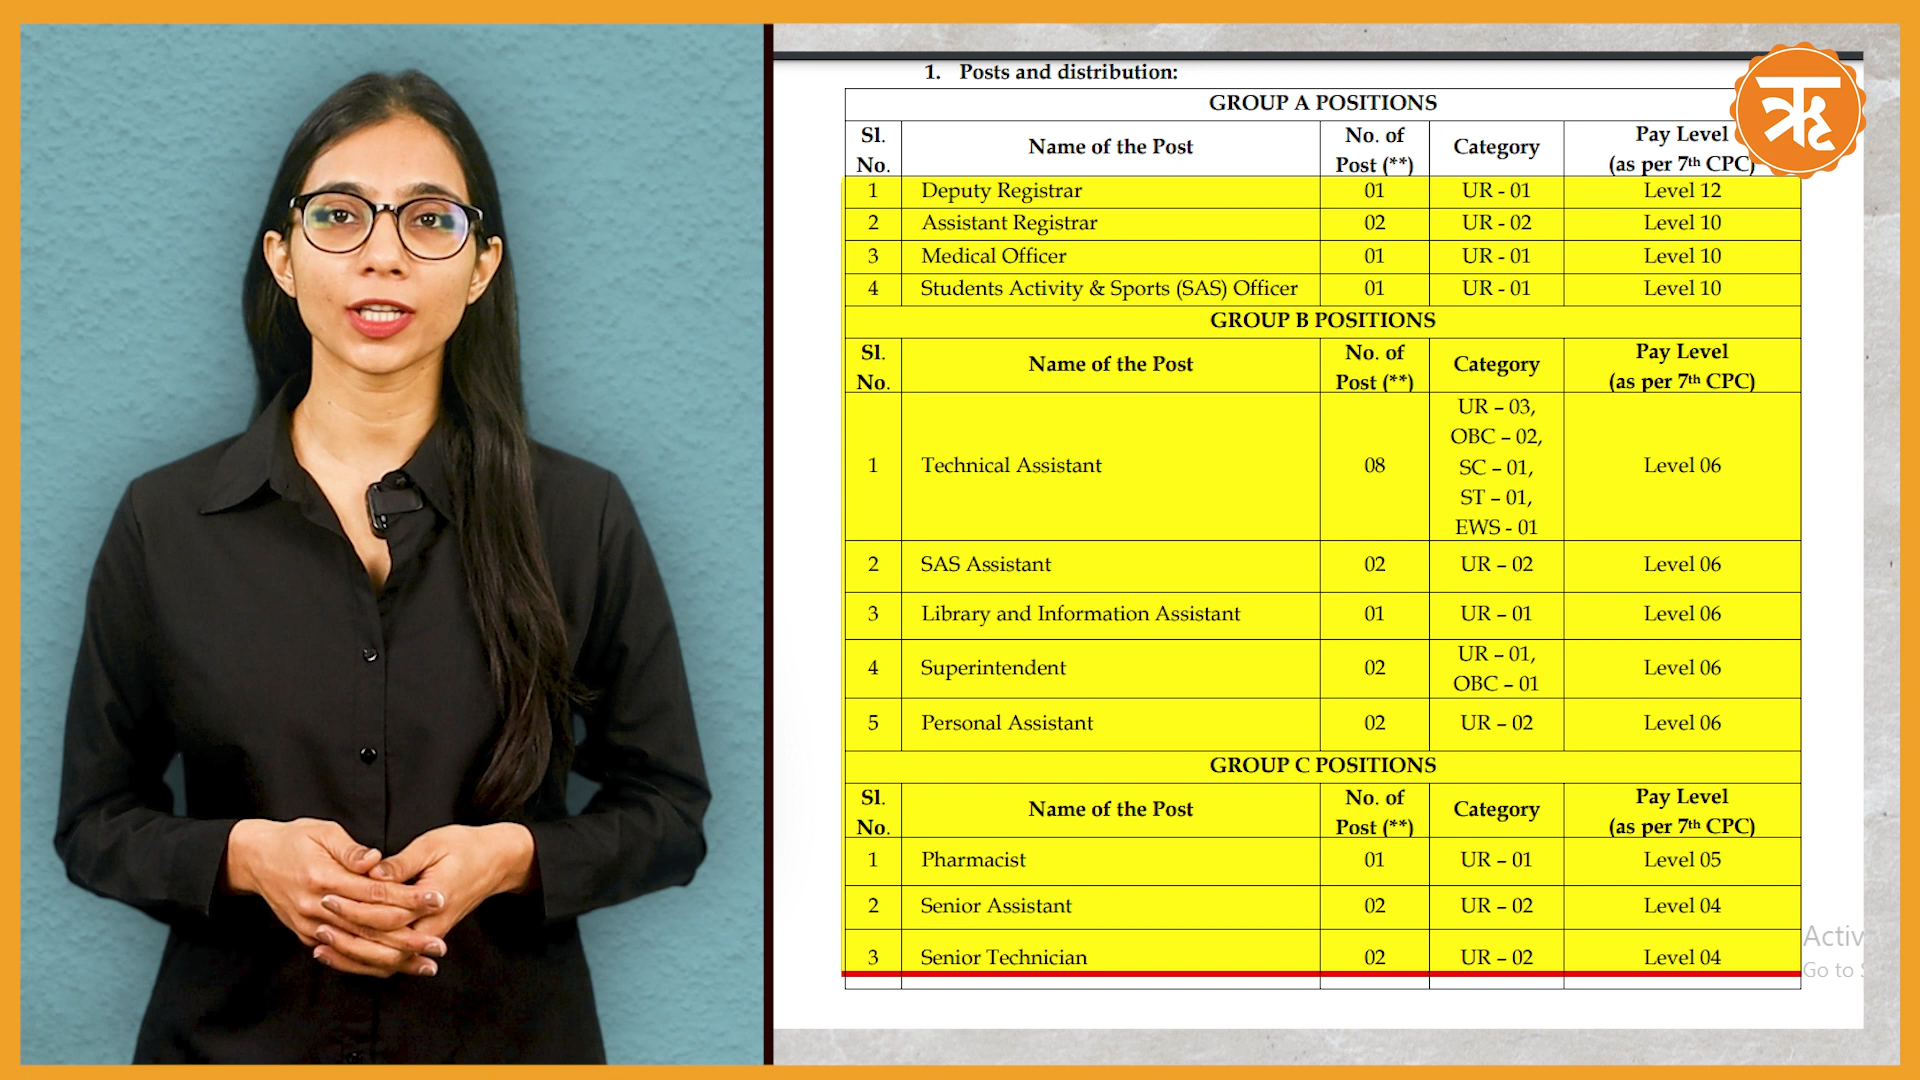 1. Posts and distribution:
GROUP A POSITIONS
Sl. No. Name of the Post No. of Post (**) Category Pay Level (as per 7th CPC)
1 Deputy Registrar 01 UR - 01 Level 12
2 Assistant Registrar 02 UR - 02 Level 10
3 Medical Officer 01 UR - 01 Level 10
4 Students Activity & Sports (SAS) Officer 01 UR - 01 Level 10
GROUP B POSITIONS
Sl. No. Name of the Post No. of Post (**) Category Pay Level (as per 7th CPC)
1 Technical Assistant 08 UR – 03, OBC – 02, SC – 01, ST – 01, EWS - 01 Level 06
2 SAS Assistant 02 UR – 02 Level 06
3 Library and Information Assistant 01 UR – 01 Level 06
4 Superintendent 02 UR – 01, OBC – 01 Level 06
5 Personal Assistant 02 UR – 02 Level 06
GROUP C POSITIONS
Sl. No. Name of the Post No. of Post (**) Category Pay Level (as per 7th CPC)
1 Pharmacist 01 UR – 01 Level 05
2 Senior Assistant 02 UR – 02 Level 04
3 Senior Technician 02 UR – 02 Level 04
ऋ
Activ
Go to